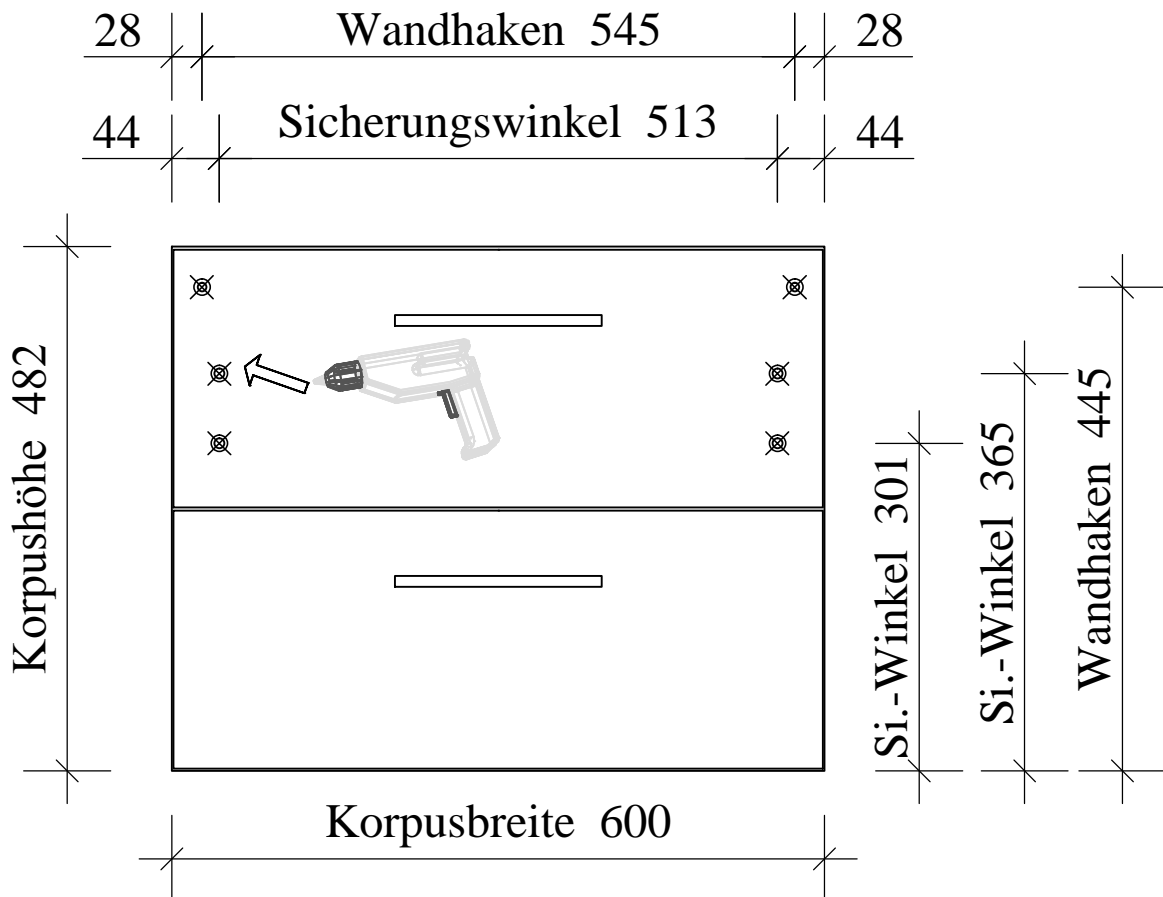 28 Wandhaken 545 28
44 Sicherungswinkel 513 44
Korpushöhe 482
Si.-Winkel 301
Si.-Winkel 365
Wandhaken 445
Korpusbreite 600